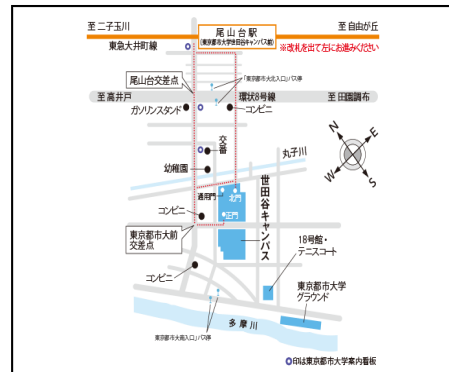 至 二子玉川
尾山台駅
(東京都市大学世田谷キャンパス前)
至 自由が丘
東急大井町線
※改札を出て左にお進みください
尾山台交差点
「東京都市大北入口」バス停
至 高井戸
環状8号線
至 田園調布
ガソリンスタンド
コンビニ
交番
丸子川
N
E
W
S
幼稚園
通用門
北門
世田谷キャンパス
コンビニ
正門
東京都市大前
交差点
18号館・
テニスコート
コンビニ
東京都市大学
グラウンド
「東京都市大南入口」バス停
多摩川
印は東京都市大学案内看板